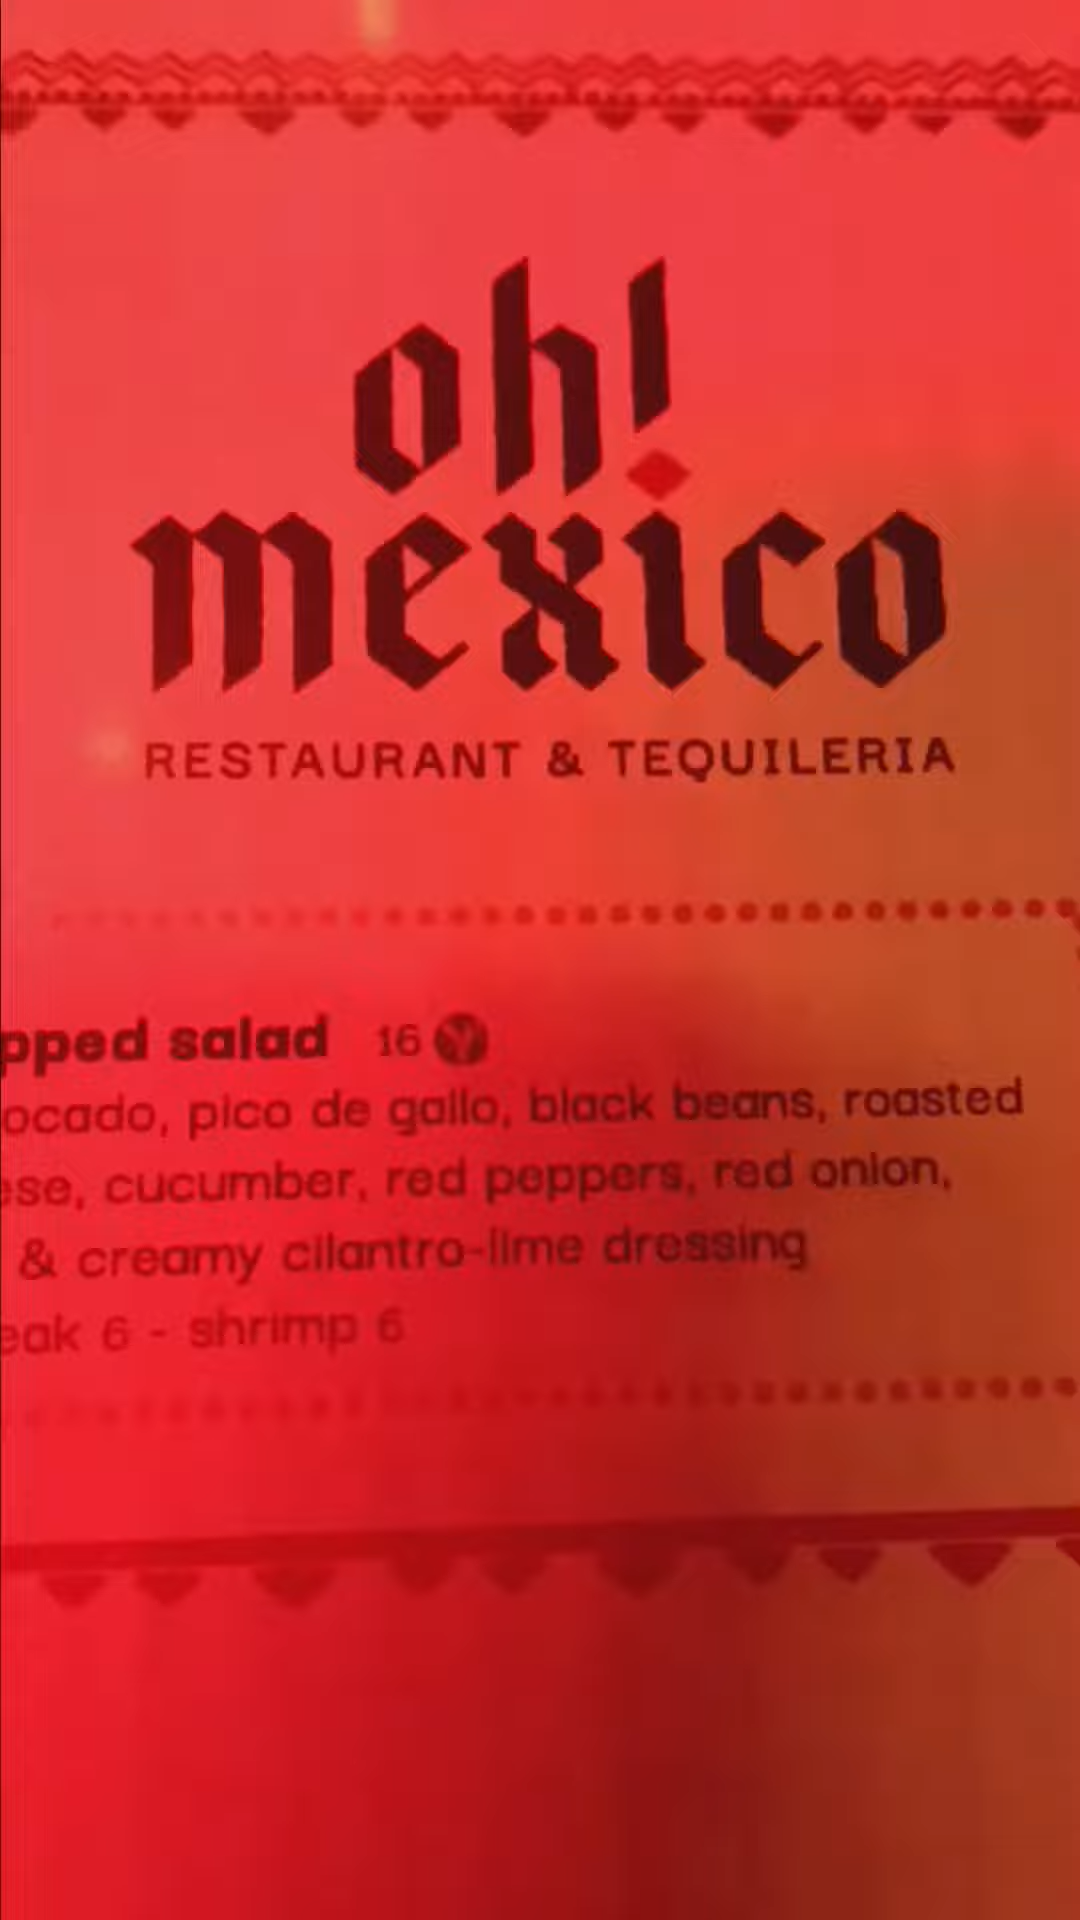 oh!
mexico
RESTAURANT & TEQUILERIA
pped salad 16
ocado, pico de gallo, black beans, roasted
ese, cucumber, red peppers, red onion,
& creamy cilantro-lime dressing
eak 6 - shrimp 6